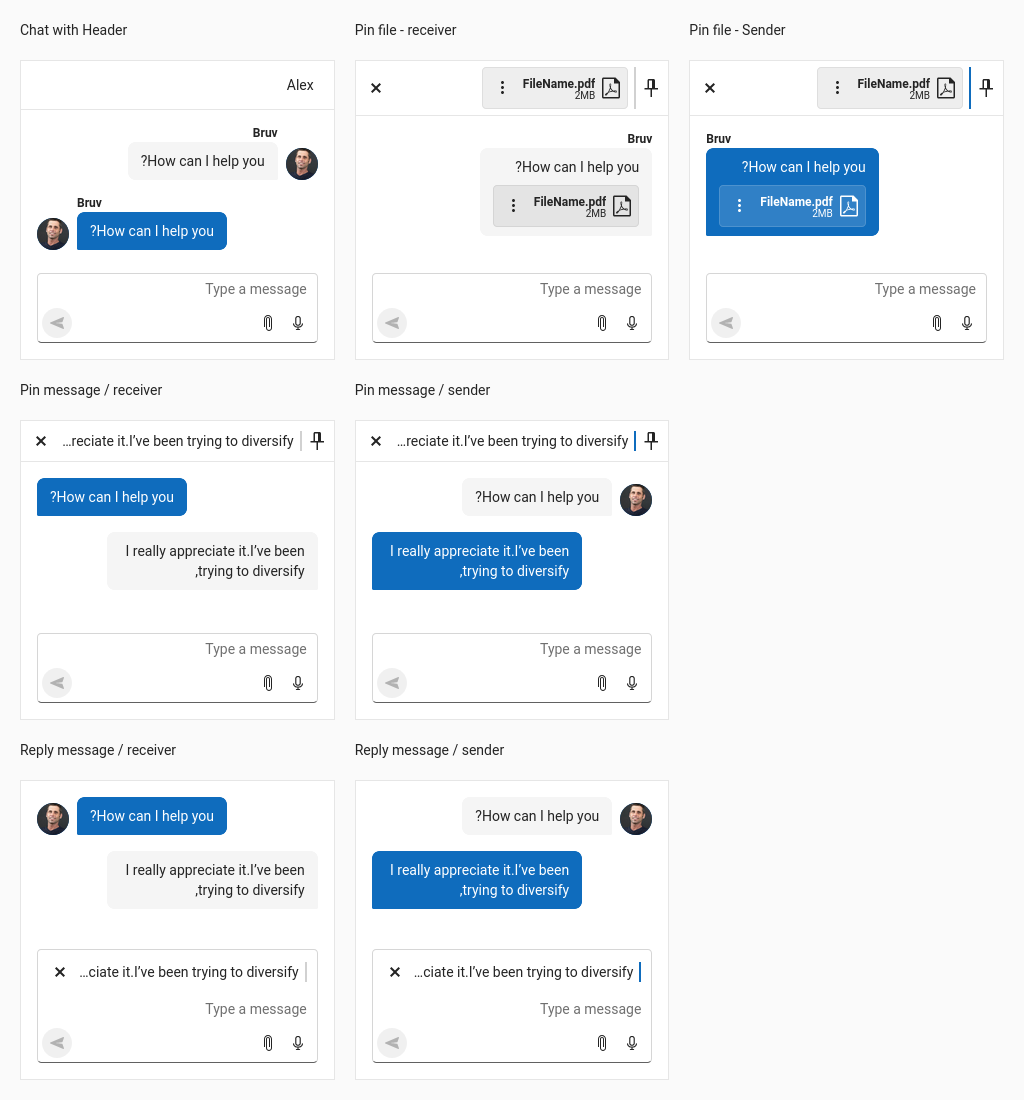 Chat with Header
Pin file - receiver
Pin file - Sender
Alex
Bruv
?How can I help you
Bruv
?How can I help you
Type a message
FileName.pdf
2MB
Bruv
?How can I help you
FileName.pdf
2MB
Type a message
FileName.pdf
2MB
Bruv
?How can I help you
FileName.pdf
2MB
Type a message
Pin message / receiver
Pin message / sender
...reciate it.I've been trying to diversify
?How can I help you
I really appreciate it.I've been
,trying to diversify
Type a message
...reciate it.I've been trying to diversify
?How can I help you
I really appreciate it.I've been
,trying to diversify
Type a message
Reply message / receiver
Reply message / sender
?How can I help you
I really appreciate it.I've been
,trying to diversify
...ciate it.I've been trying to diversify
Type a message
?How can I help you
I really appreciate it.I've been
,trying to diversify
...ciate it.I've been trying to diversify
Type a message